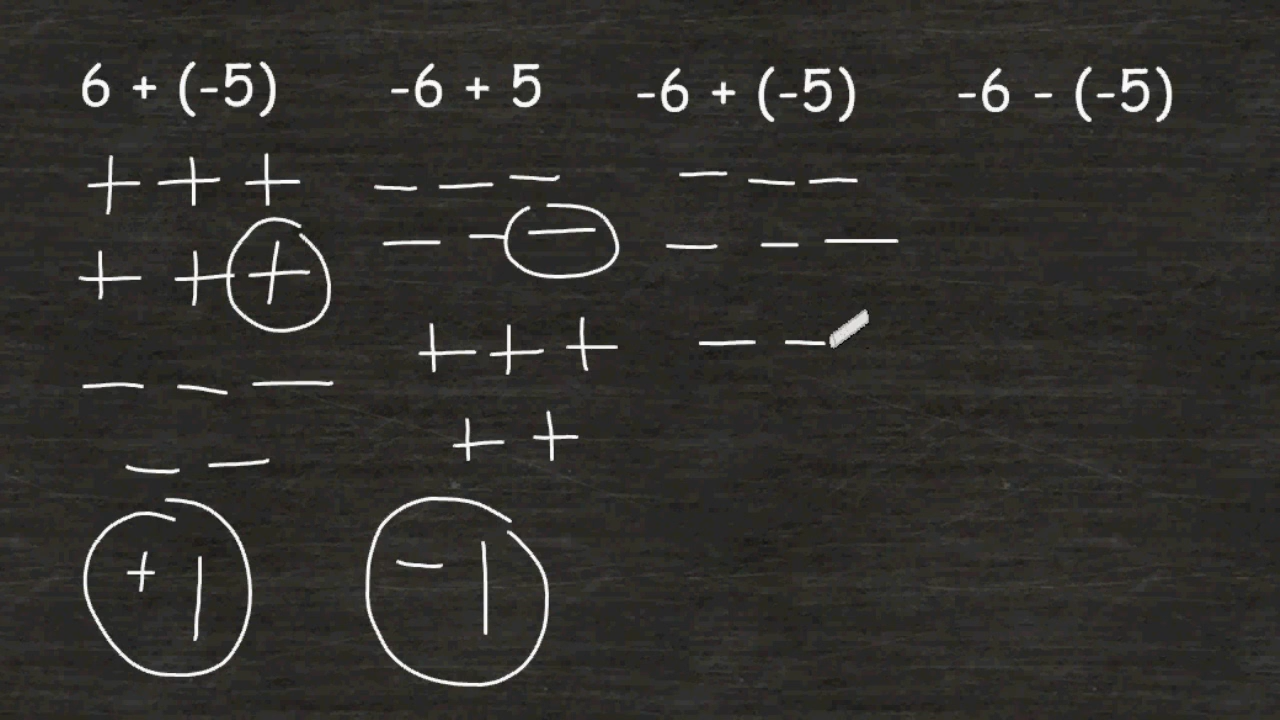 6 + (-5) -6 + 5 -6 + (-5) -6 - (-5)
+ + + - - - - - -
+ + + - - - - - -
+ + + - -
- - -
+ +
- -
+1 -1